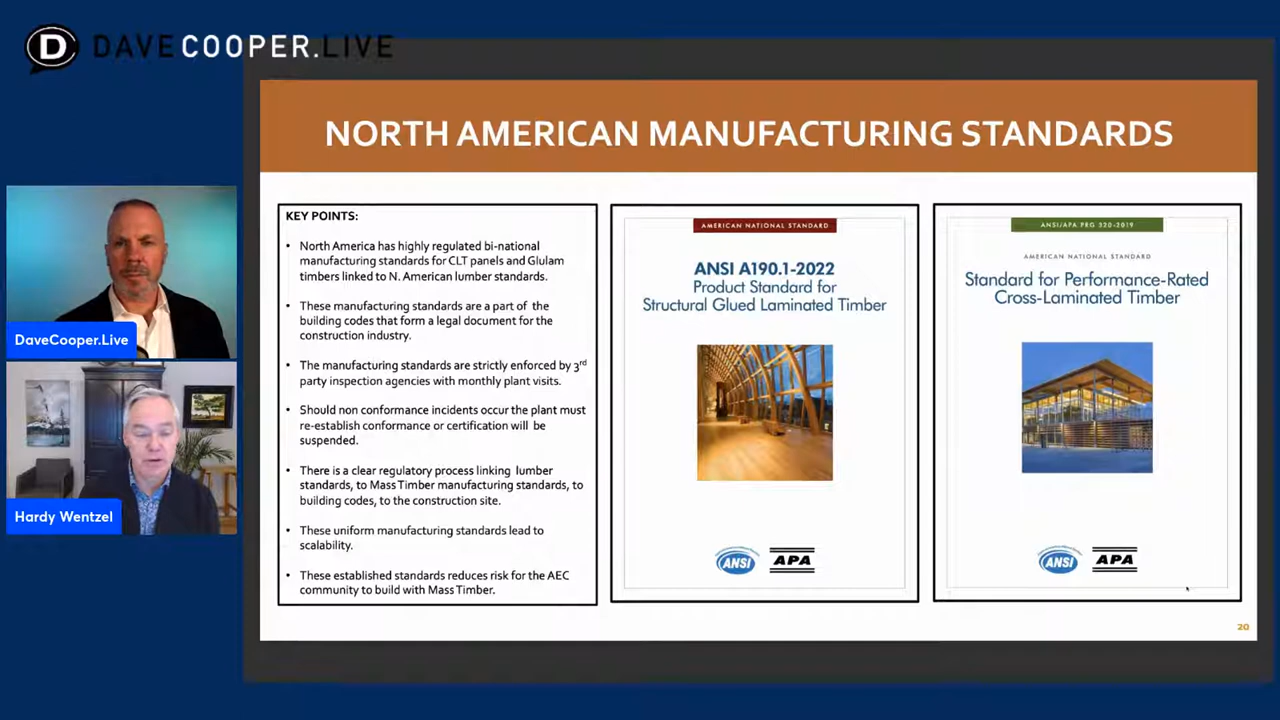 D DAVECOOPER.LIVE
NORTH AMERICAN MANUFACTURING STANDARDS
DaveCooper.Live
Hardy Wentzel
KEY POINTS:
• North America has highly regulated bi-national
manufacturing standards for CLT panels and Glulam
timbers linked to N. American lumber standards.
• These manufacturing standards are a part of the
building codes that form a legal document for the
construction industry.
• The manufacturing standards are strictly enforced by 3rd
party inspection agencies with monthly plant visits.
• Should non conformance incidents occur the plant must
re-establish conformance or certification will be
suspended.
• There is a clear regulatory process linking lumber
standards, to Mass Timber manufacturing standards, to
building codes, to the construction site.
• These uniform manufacturing standards lead to
scalability.
• These established standards reduces risk for the AEC
community to build with Mass Timber.
AMERICAN NATIONAL STANDARD
ANSI A190.1-2022
Product Standard for
Structural Glued Laminated Timber
ANSI APA
ANSI/APA PRG 320-2019
AMERICAN NATIONAL STANDARD
Standard for Performance-Rated
Cross-Laminated Timber
ANSI APA
20